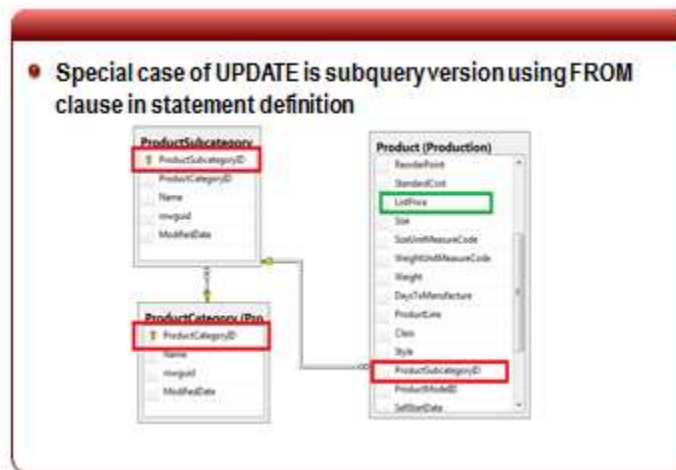 Special case of UPDATE is subquery version using FROM
clause in statement definition
ProductSubcategory
ProductSubcategoryID
ProductCategoryID
Name
rowguid
ModifiedDate
ProductCategory (Pro
ProductCategoryID
Name
rowguid
ModifiedDate
Product (Production)
ReorderPoint
StandardCost
ListPrice
Size
SizeUnitMeasureCode
WeightUnitMeasureCode
Weight
DaysToManufacture
ProductLine
Class
Style
ProductSubcategoryID
ProductModelID
SellStartDate